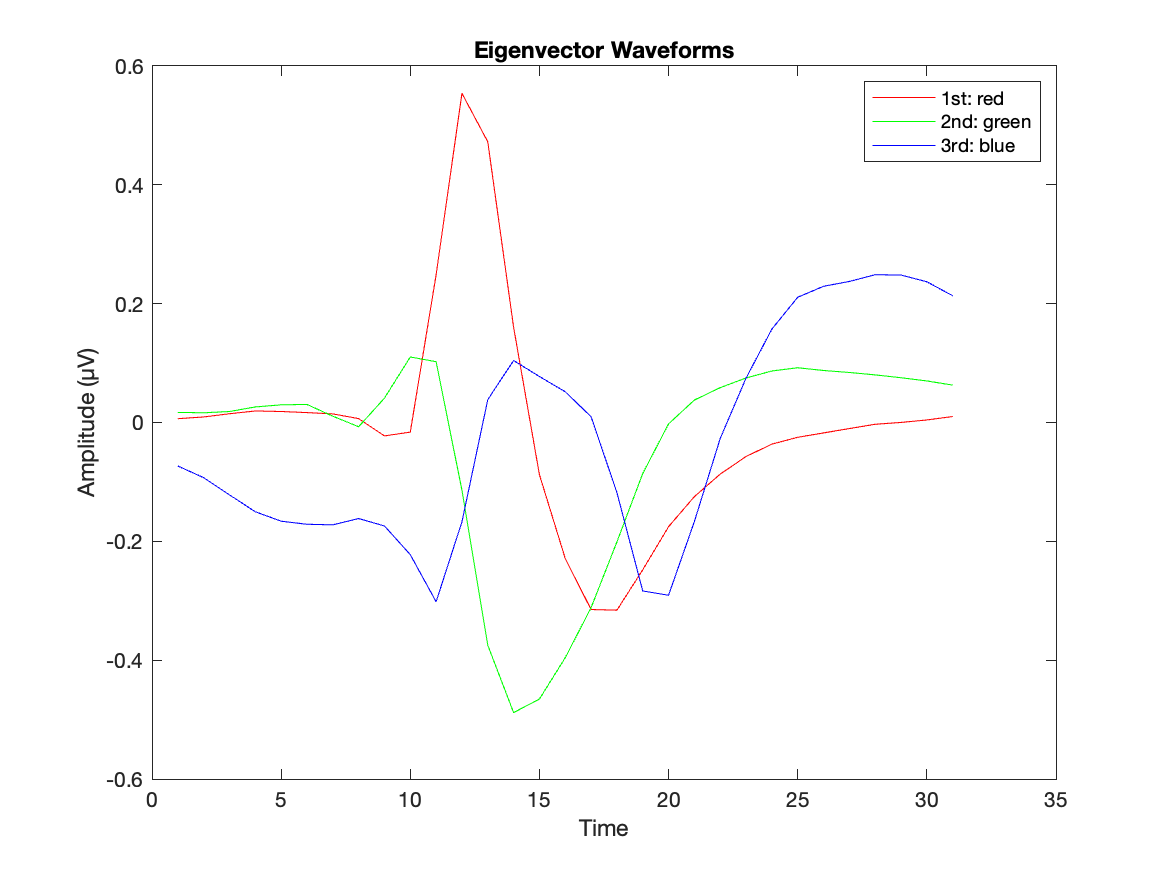 Eigenvector Waveforms
1st: red
2nd: green
3rd: blue
0.6
0.4
0.2
0
-0.2
-0.4
-0.6
Amplitude (µV)
0 5 10 15 20 25 30 35
Time